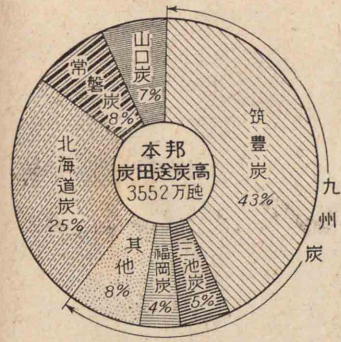 本邦
炭田送炭高
3552万瓲
筑豊炭
43%
三池炭
5%
福岡炭
4%
其他
8%
北海道炭
25%
常磐炭
8%
山口炭
7%
九州炭